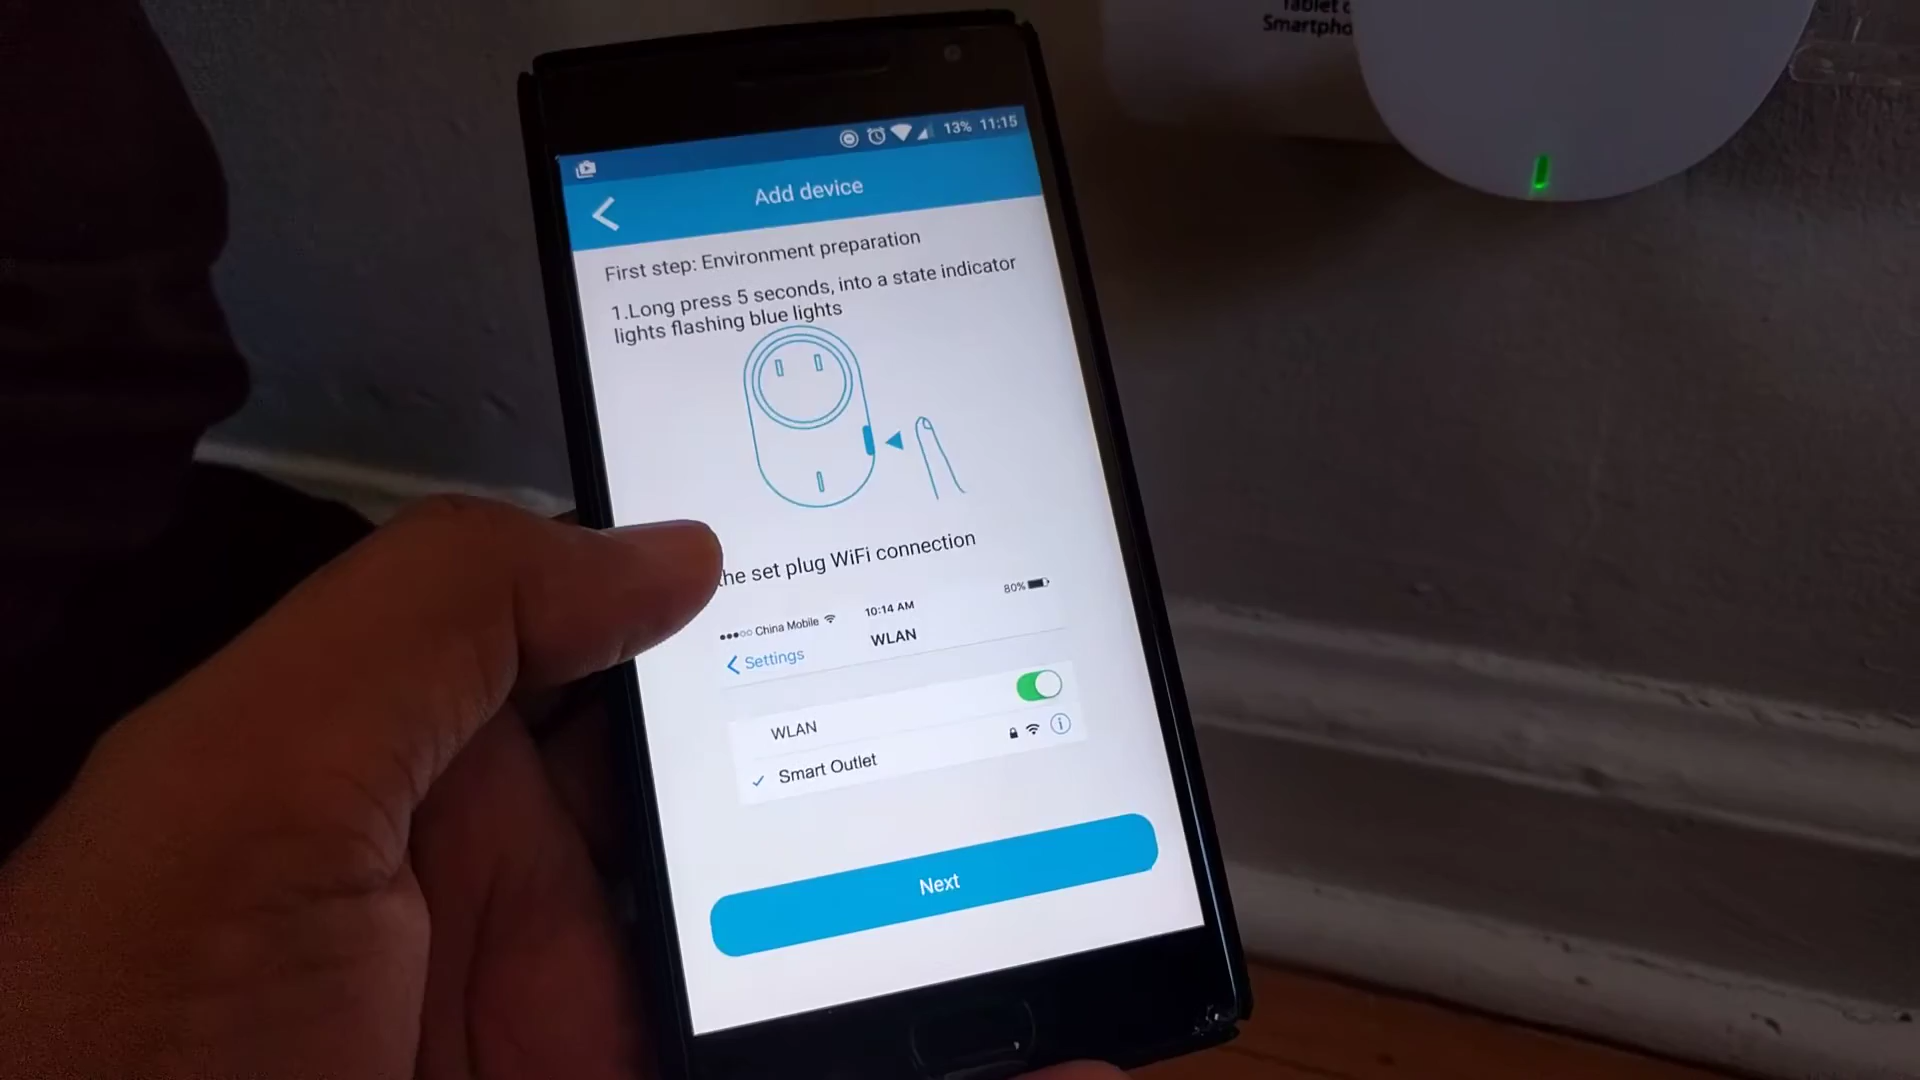 Tablet
13% 11:15
Add device
First step: Environment preparation
1.Long press 5 seconds, into a state indicator
lights flashing blue lights
the set plug WiFi connection
China Mobile 10:14 AM 80%
Settings WLAN
WLAN
Smart Outlet
Next